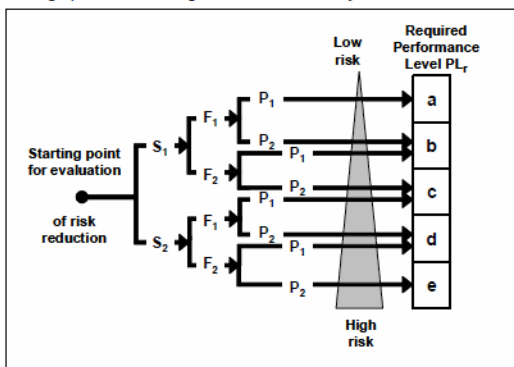 Low
risk
Required
Performance
Level PLr
P1
a
F1
P2
b
S1
P1
Starting point
for evaluation
F2
P2
c
of risk
reduction
F1
P1
S2
P2
d
P1
F2
P2
e
High
risk